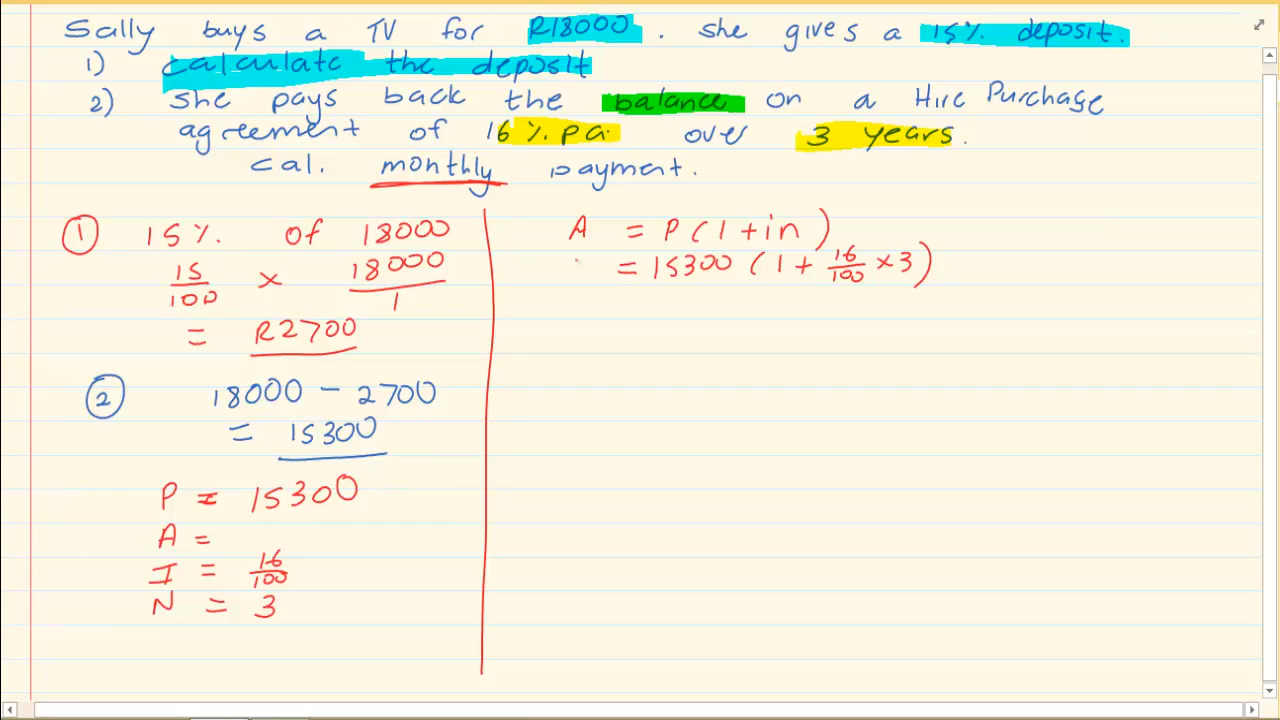 Sally buys a TV for R18000. she gives a 15% deposit.
1) calculate the deposit
2) she pays back the balance on a Hire Purchase
agreement of 16% pa. over 3 years.
cal. monthly payment.
① 15% of 18000
15/100 × 18000/1
= R2700
② 18000 - 2700
= 15300
P = 15300
A =
I = 16/100
N = 3
A = P(1+in)
= 15300 (1 + 16/100 × 3)